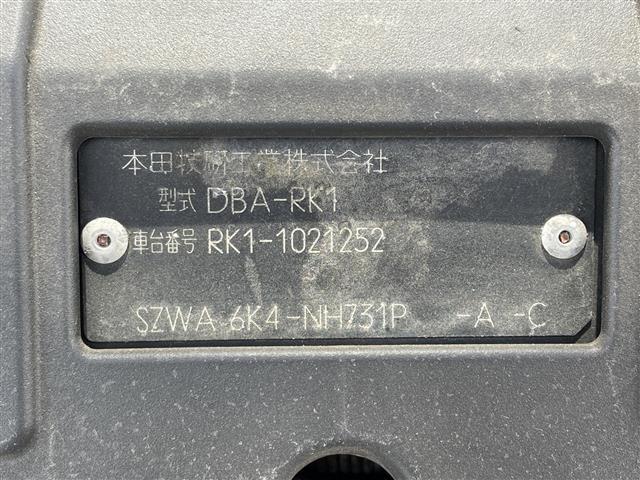 本田技研工業株式会社
型式 DBA-RK1
車台番号 RK1-1021252
SZWA 6K4-NH731P -A -C